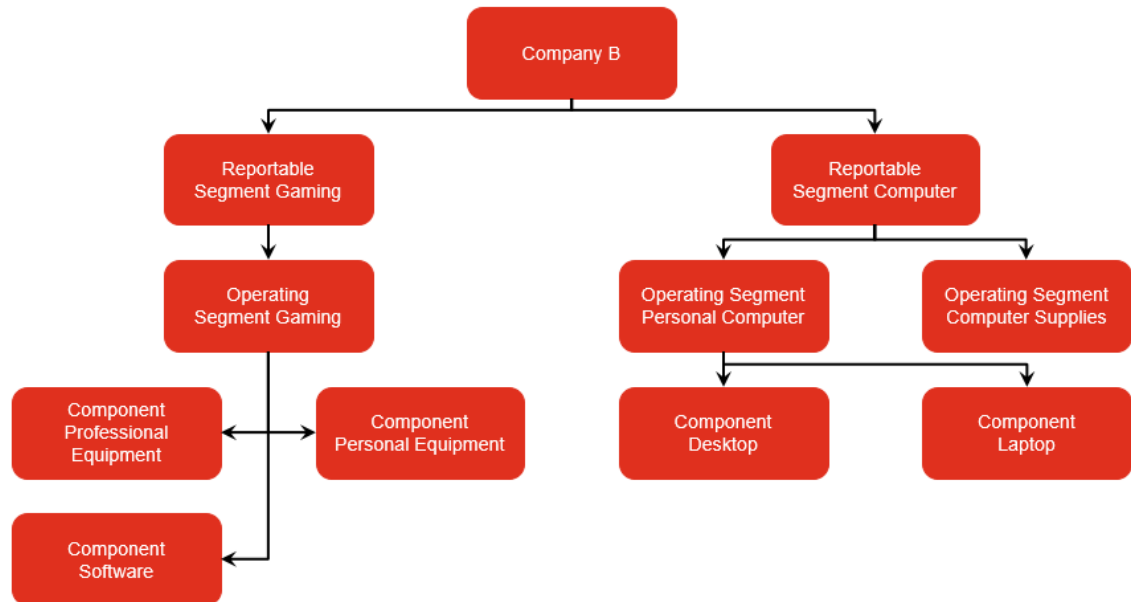 Company B
Reportable
Segment Gaming
Reportable
Segment Computer
Operating
Segment Gaming
Operating Segment
Personal Computer
Operating Segment
Computer Supplies
Component
Professional
Equipment
Component
Personal Equipment
Component
Desktop
Component
Laptop
Component
Software